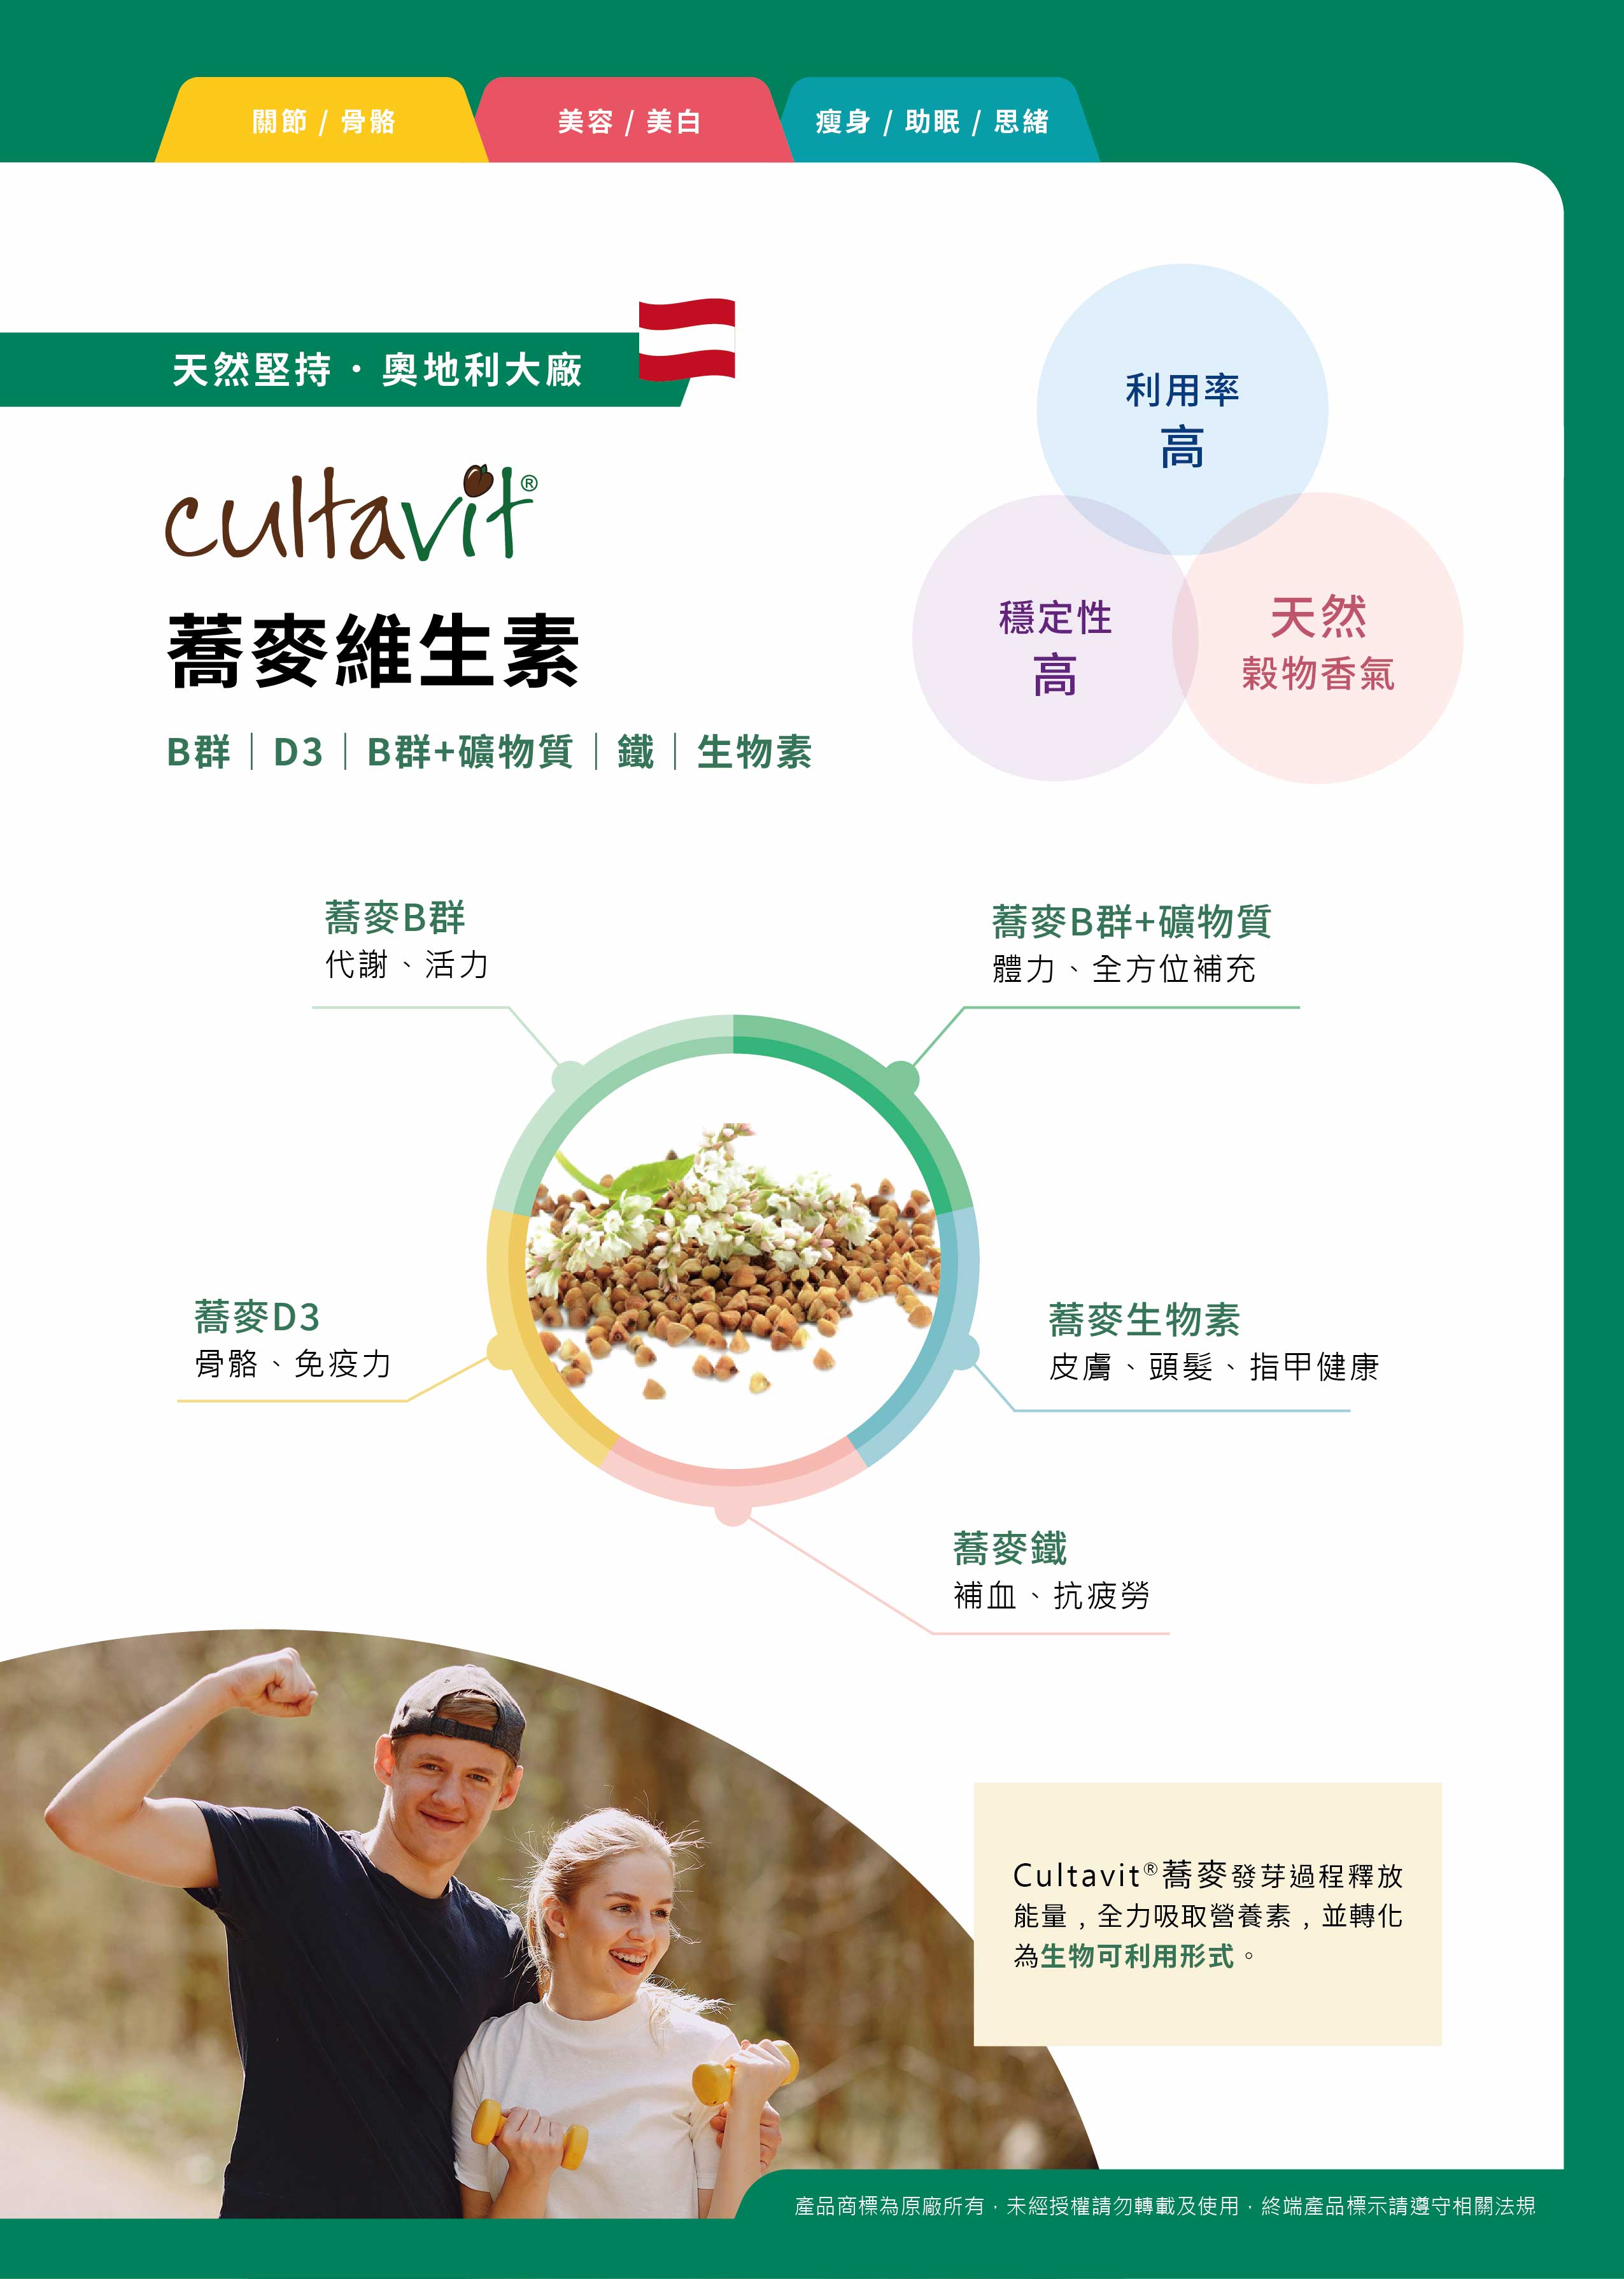 關節 / 骨骼
美容 / 美白
瘦身 / 助眠 / 思緒
天然堅持・奧地利大廠
cultavit®
蕎麥維生素
B群｜D3｜B群+礦物質｜鐵｜生物素
利用率
高
穩定性
高
天然
穀物香氣
蕎麥B群
代謝、活力
蕎麥B群+礦物質
體力、全方位補充
蕎麥D3
骨骼、免疫力
蕎麥生物素
皮膚、頭髮、指甲健康
蕎麥鐵
補血、抗疲勞
Cultavit®蕎麥發芽過程釋放
能量，全力吸取營養素，並轉化
為生物可利用形式。
產品商標為原廠所有．未經授權請勿轉載及使用．終端產品標示請遵守相關法規